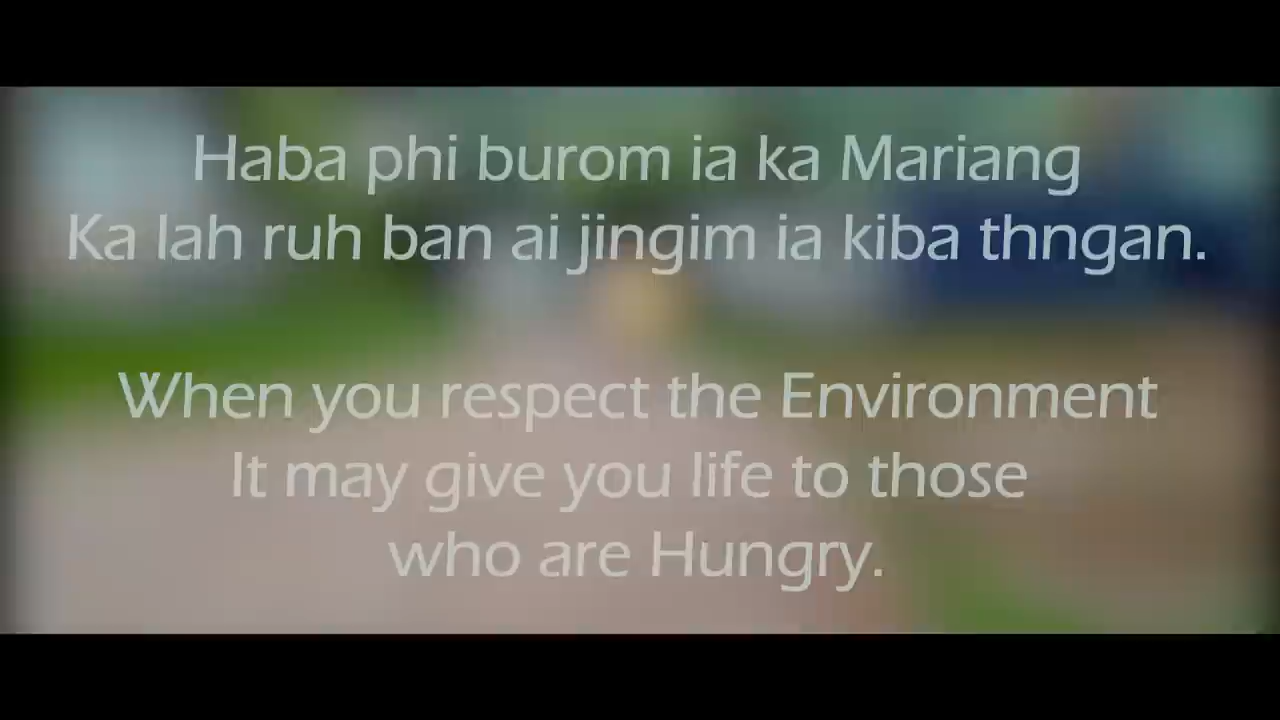 Haba phi burom ia ka Mariang
Ka lah ruh ban ai jingim ia kiba thngan.
When you respect the Environment
It may give you life to those
who are Hungry.